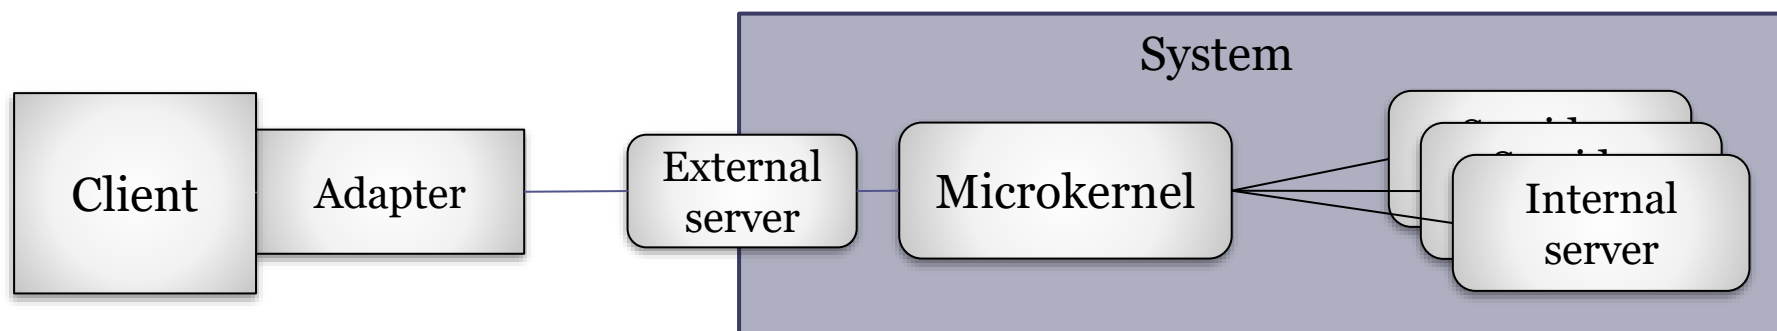 System
Client
Adapter
External
server
Microkernel
Internal
server